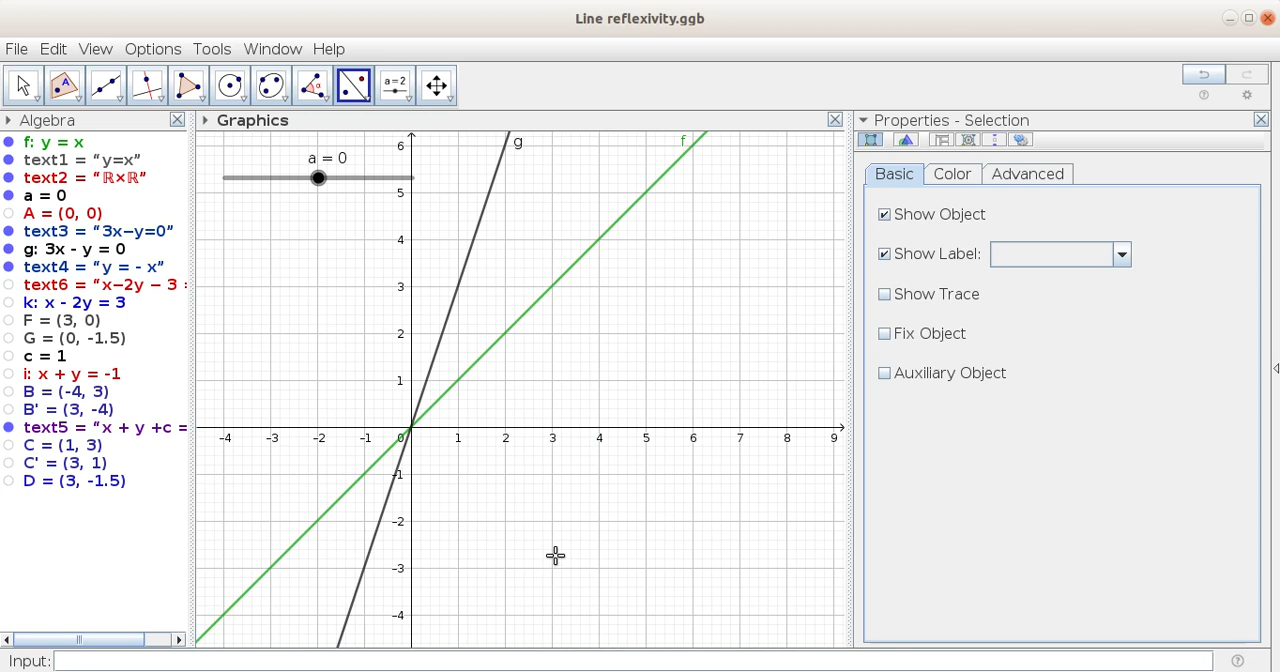 Line reflexivity.ggb
File Edit View Options Tools Window Help
A
α
a=2
Algebra
Graphics
Properties - Selection
f: y = x
text1 = "y=x"
text2 = "ℝ×ℝ"
a = 0
A = (0, 0)
text3 = "3x−y=0"
g: 3x - y = 0
text4 = "y = - x"
text6 = "x−2y − 3 =
k: x - 2y = 3
F = (3, 0)
G = (0, -1.5)
c = 1
i: x + y = -1
B = (-4, 3)
B' = (3, -4)
text5 = "x + y +c =
C = (1, 3)
C' = (3, 1)
D = (3, -1.5)
a = 0
g
f
6
5
4
3
2
1
-4 -3 -2 -1 0 1 2 3 4 5 6 7 8 9
-1
-2
-3
-4
Basic Color Advanced
Show Object
Show Label:
Show Trace
Fix Object
Auxiliary Object
Input: